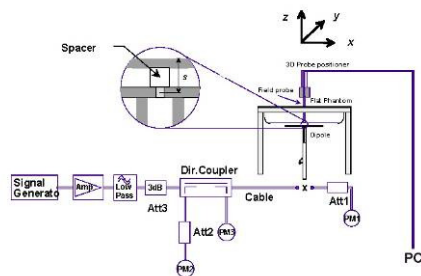 z
y
x
Spacer
s
3D Probe positioner
Field probe
Flat Phantom
Dipole
Dir.Coupler
Signal
Generato
Amp
Low
Pass
3dB
Att3
Cable
x
Att1
PM1
Att2
PM3
PM2
PC